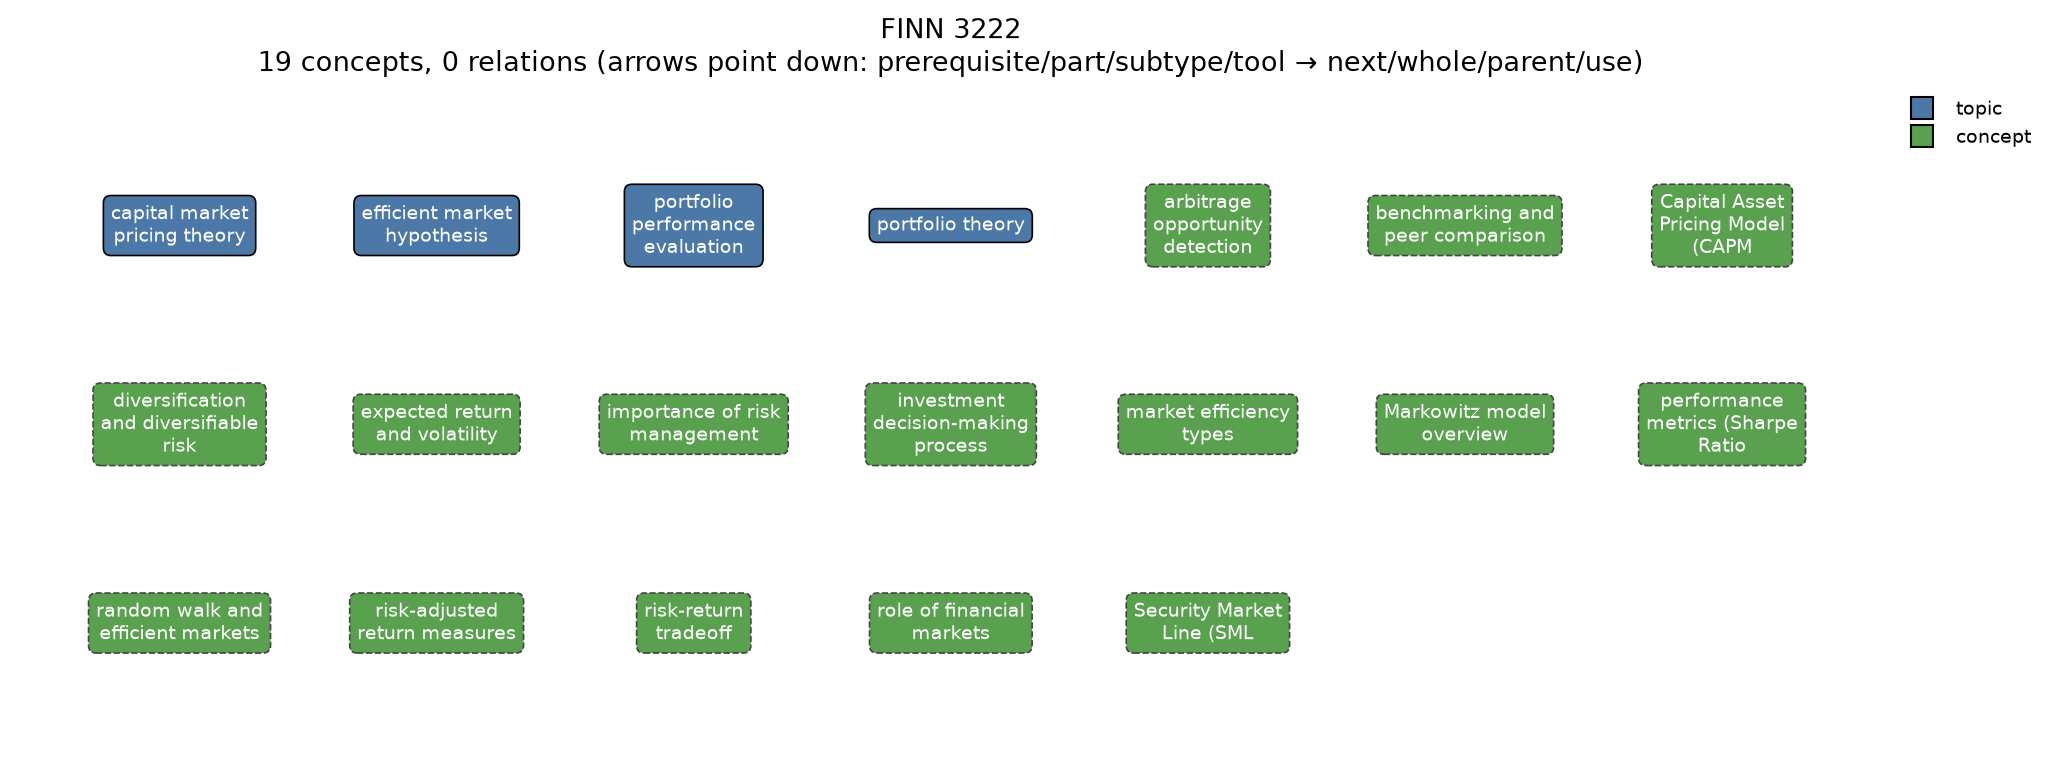 FINN 3222
19 concepts, 0 relations (arrows point down: prerequisite/part/subtype/tool → next/whole/parent/use)
topic
concept
capital market
pricing theory
efficient market
hypothesis
portfolio
performance
evaluation
portfolio theory
arbitrage
opportunity
detection
benchmarking and
peer comparison
Capital Asset
Pricing Model
(CAPM
diversification
and diversifiable
risk
expected return
and volatility
importance of risk
management
investment
decision-making
process
market efficiency
types
Markowitz model
overview
performance
metrics (Sharpe
Ratio
random walk and
efficient markets
risk-adjusted
return measures
risk-return
tradeoff
role of financial
markets
Security Market
Line (SML